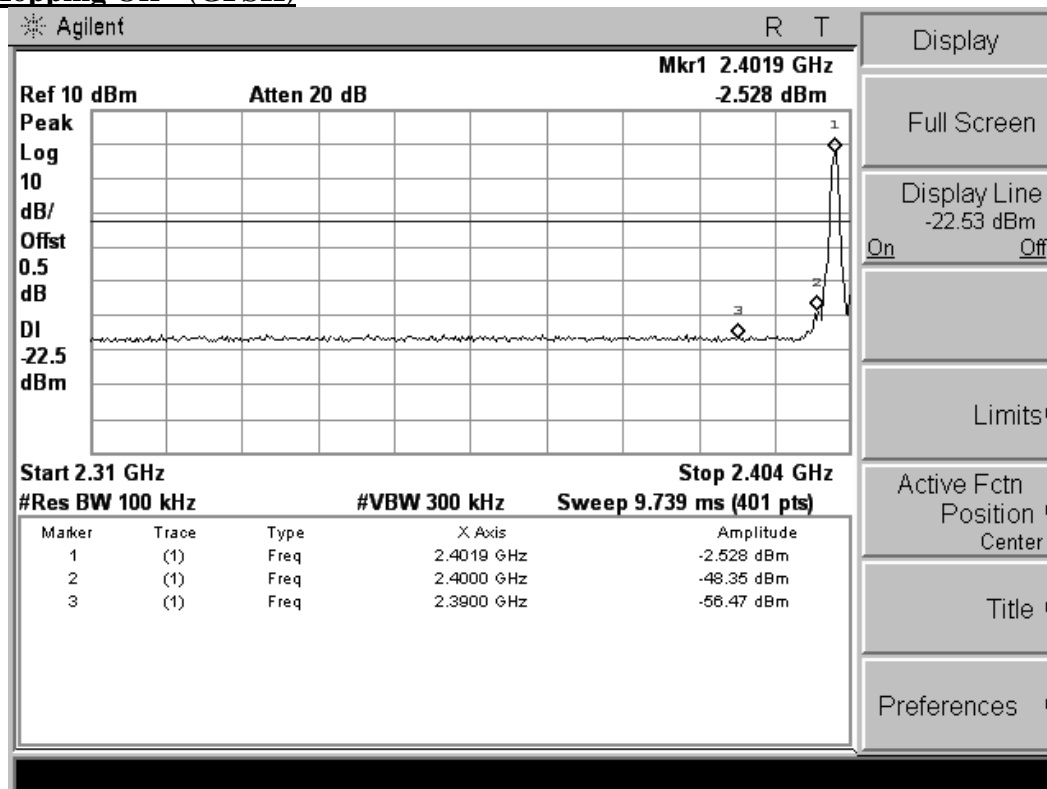 Agilent R T
Mkr1 2.4019 GHz
Ref 10 dBm Atten 20 dB -2.528 dBm
Peak
Log
10
dB/
Offst
0.5
dB
DI
-22.5
dBm
1
2
3
Start 2.31 GHz Stop 2.404 GHz
#Res BW 100 kHz #VBW 300 kHz Sweep 9.739 ms (401 pts)
Marker Trace Type X Axis Amplitude
1 (1) Freq 2.4019 GHz -2.528 dBm
2 (1) Freq 2.4000 GHz -48.35 dBm
3 (1) Freq 2.3900 GHz -56.47 dBm
Display
Full Screen
Display Line
-22.53 dBm
On Off
Limits
Active Fctn
Position
Center
Title
Preferences